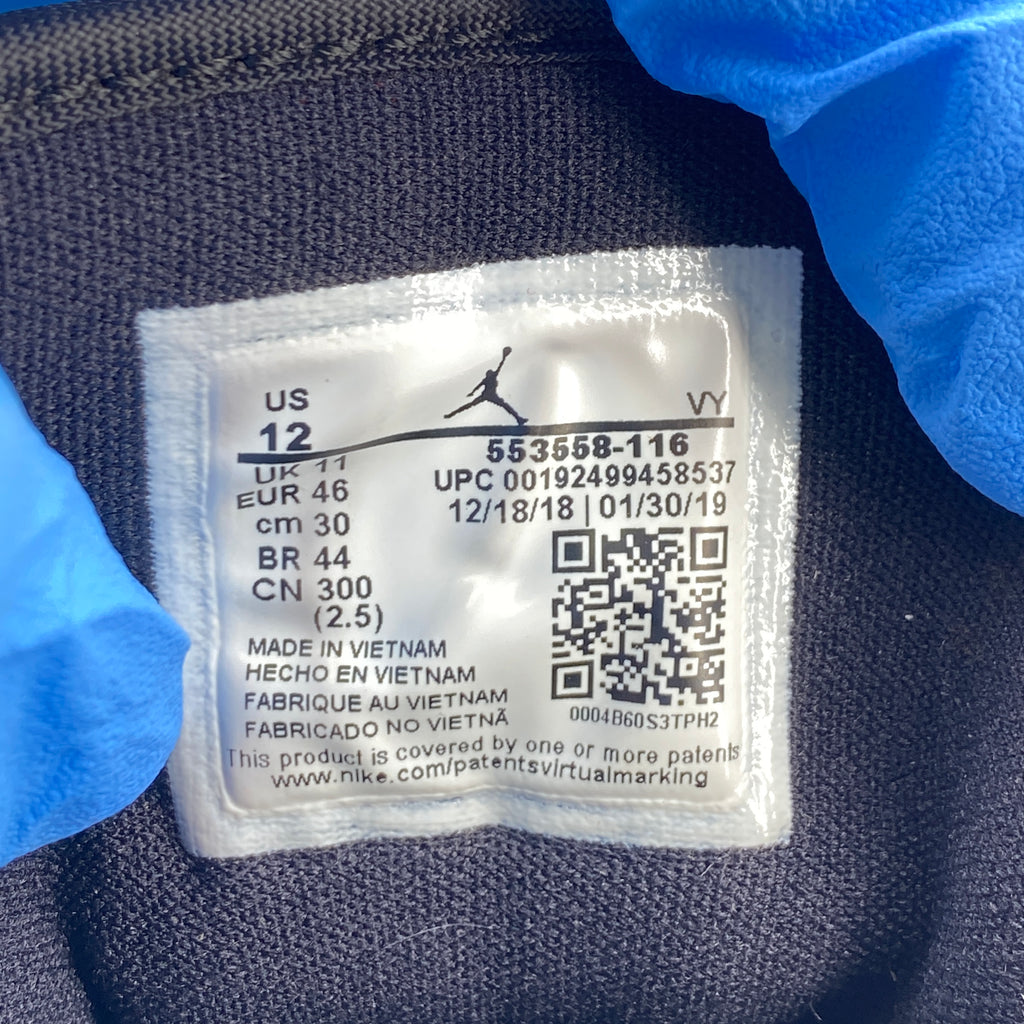 US
12
UK 11
EUR 46
cm 30
BR 44
CN 300
(2.5)
VY
553558-116
UPC 00192499458537
12/18/18 | 01/30/19
0004B60S3TPH2
MADE IN VIETNAM
HECHO EN VIETNAM
FABRIQUE AU VIETNAM
FABRICADO NO VIETNÃ
This product is covered by one or more patents
www.nike.com/patentsvirtualmarking